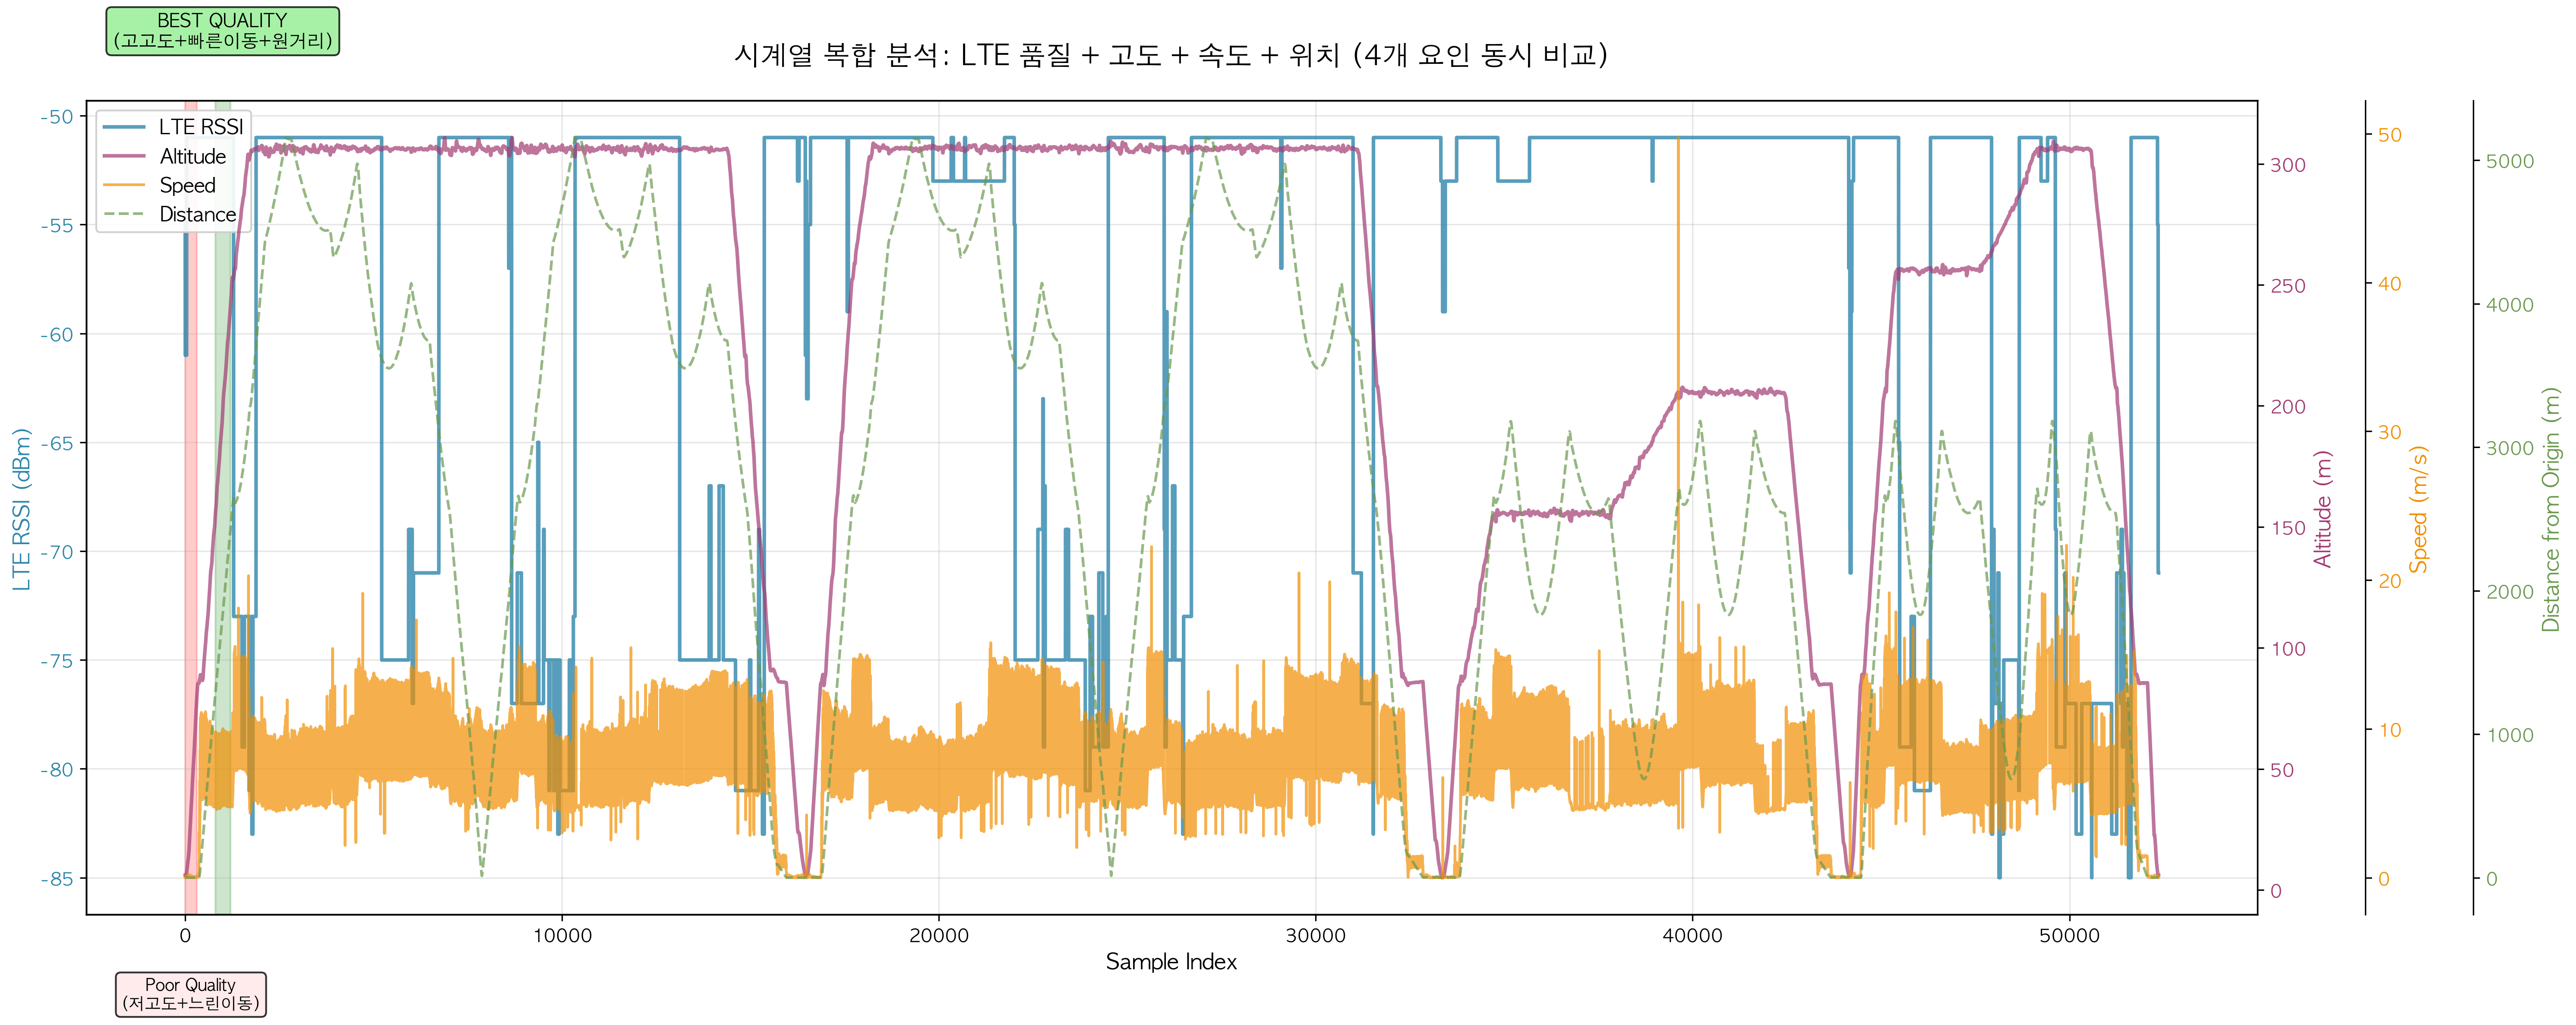 BEST QUALITY
(고고도+빠른이동+원거리)
시계열 복합 분석: LTE 품질 + 고도 + 속도 + 위치 (4개 요인 동시 비교)
LTE RSSI
Altitude
Speed
Distance
LTE RSSI (dBm)
-50
-55
-60
-65
-70
-75
-80
-85
0
10000
20000
30000
40000
50000
Sample Index
300
250
200
150
100
50
0
Altitude (m)
50
40
30
20
10
0
Speed (m/s)
5000
4000
3000
2000
1000
0
Distance from Origin (m)
Poor Quality
(저고도+느린이동)